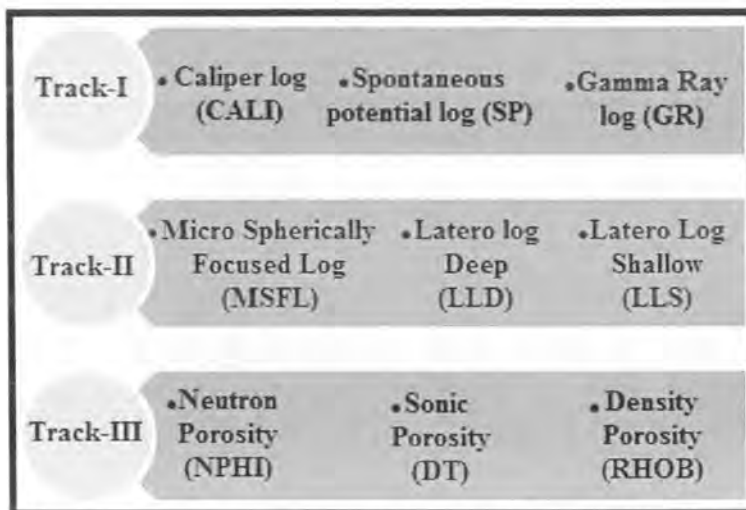 Track-I
• Caliper log
(CALI)
• Spontaneous
potential log (SP)
• Gamma Ray
log (GR)
Track-II
• Micro Spherically
Focused Log
(MSFL)
• Latero log
Deep
(LLD)
• Latero Log
Shallow
(LLS)
Track-III
• Neutron
Porosity
(NPHI)
• Sonic
Porosity
(DT)
• Density
Porosity
(RHOB)